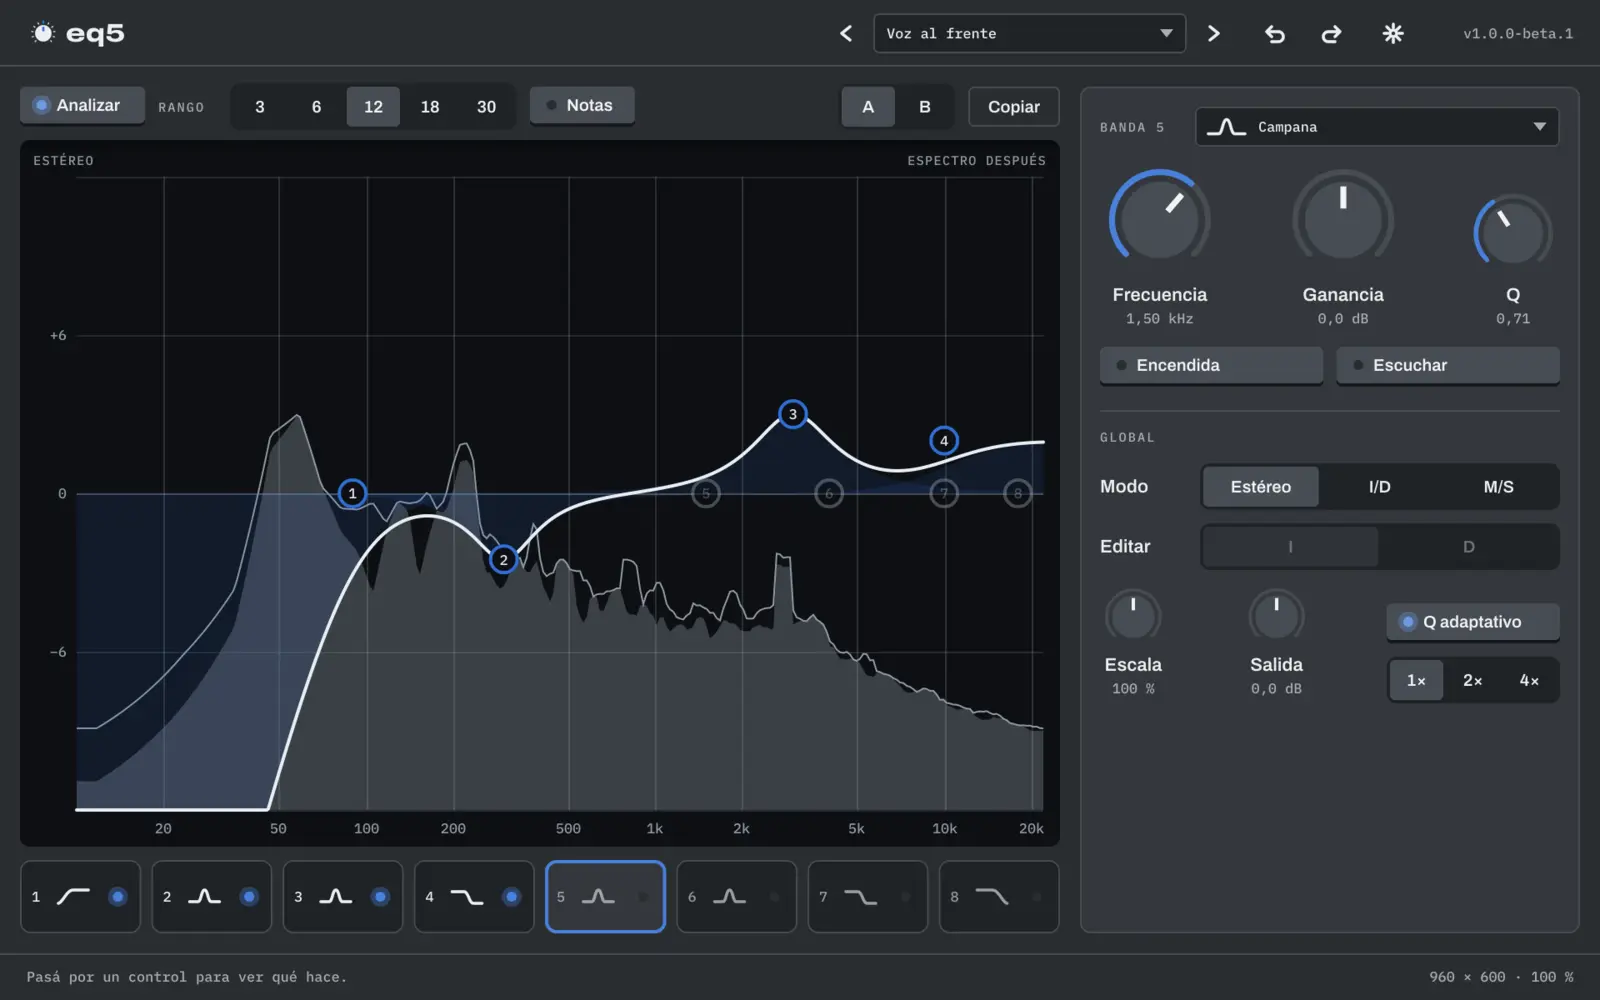 eq5
Voz al frente
v1.0.0-beta.1
Analizar
RANGO
3 6 12 18 30
Notas
A B
Copiar
ESTÉREO
ESPECTRO DESPUÉS
+6
0
−6
1
2
3
4
5
6
7
8
20 50 100 200 500 1k 2k 5k 10k 20k
1 2 3 4 5 6 7 8
BANDA 5
Campana
Frecuencia Ganancia Q
1,50 kHz 0,0 dB 0,71
Encendida Escuchar
GLOBAL
Modo Estéreo I/D M/S
Editar I D
Q adaptativo
Escala Salida
100 % 0,0 dB
1× 2× 4×
Pasá por un control para ver qué hace.
960 × 600 · 100 %